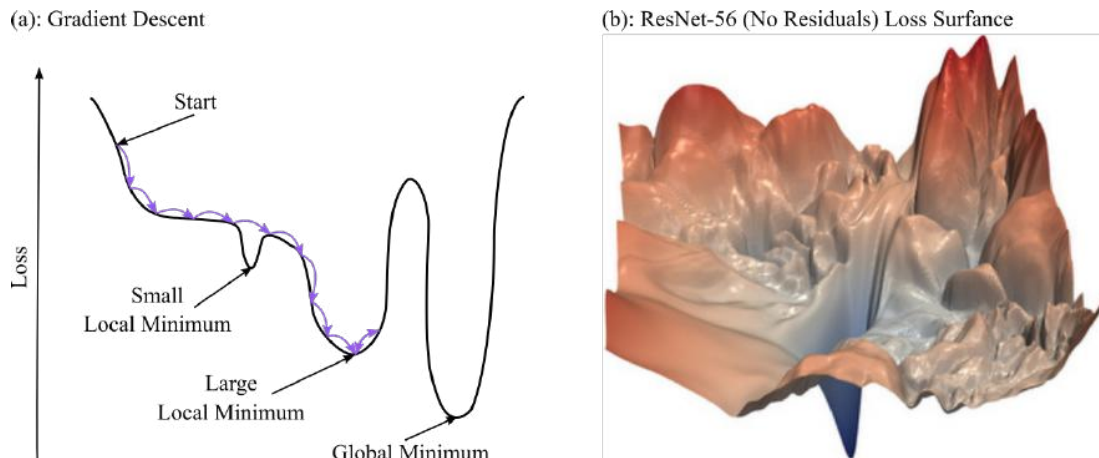 (a): Gradient Descent
Loss
Start
Small
Local Minimum
Large
Local Minimum
Global Minimum
(b): ResNet-56 (No Residuals) Loss Surfance